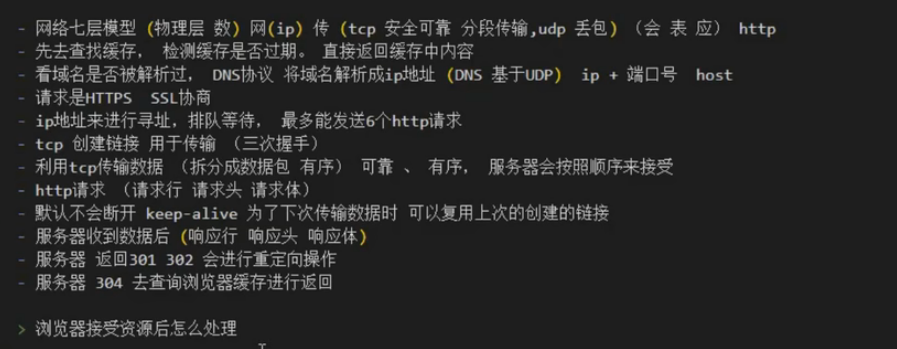 - 网络七层模型 (物理层 数) 网(ip) 传 (tcp 安全可靠 分段传输,udp 丢包) (会 表 应) http
- 先去查找缓存, 检测缓存是否过期。 直接返回缓存中内容
- 看域名是否被解析过, DNS协议 将域名解析成ip地址 (DNS 基于UDP) ip + 端口号 host
- 请求是HTTPS SSL协商
- ip地址来进行寻址,排队等待, 最多能发送6个http请求
- tcp 创建链接 用于传输 (三次握手)
- 利用tcp传输数据 (拆分成数据包 有序) 可靠 、 有序, 服务器会按照顺序来接受
- http请求 (请求行 请求头 请求体)
- 默认不会断开 keep-alive 为了下次传输数据时 可以复用上次的创建的链接
- 服务器收到数据后 (响应行 响应头 响应体)
- 服务器 返回301 302 会进行重定向操作
- 服务器 304 去查询浏览器缓存进行返回
> 浏览器接受资源后怎么处理